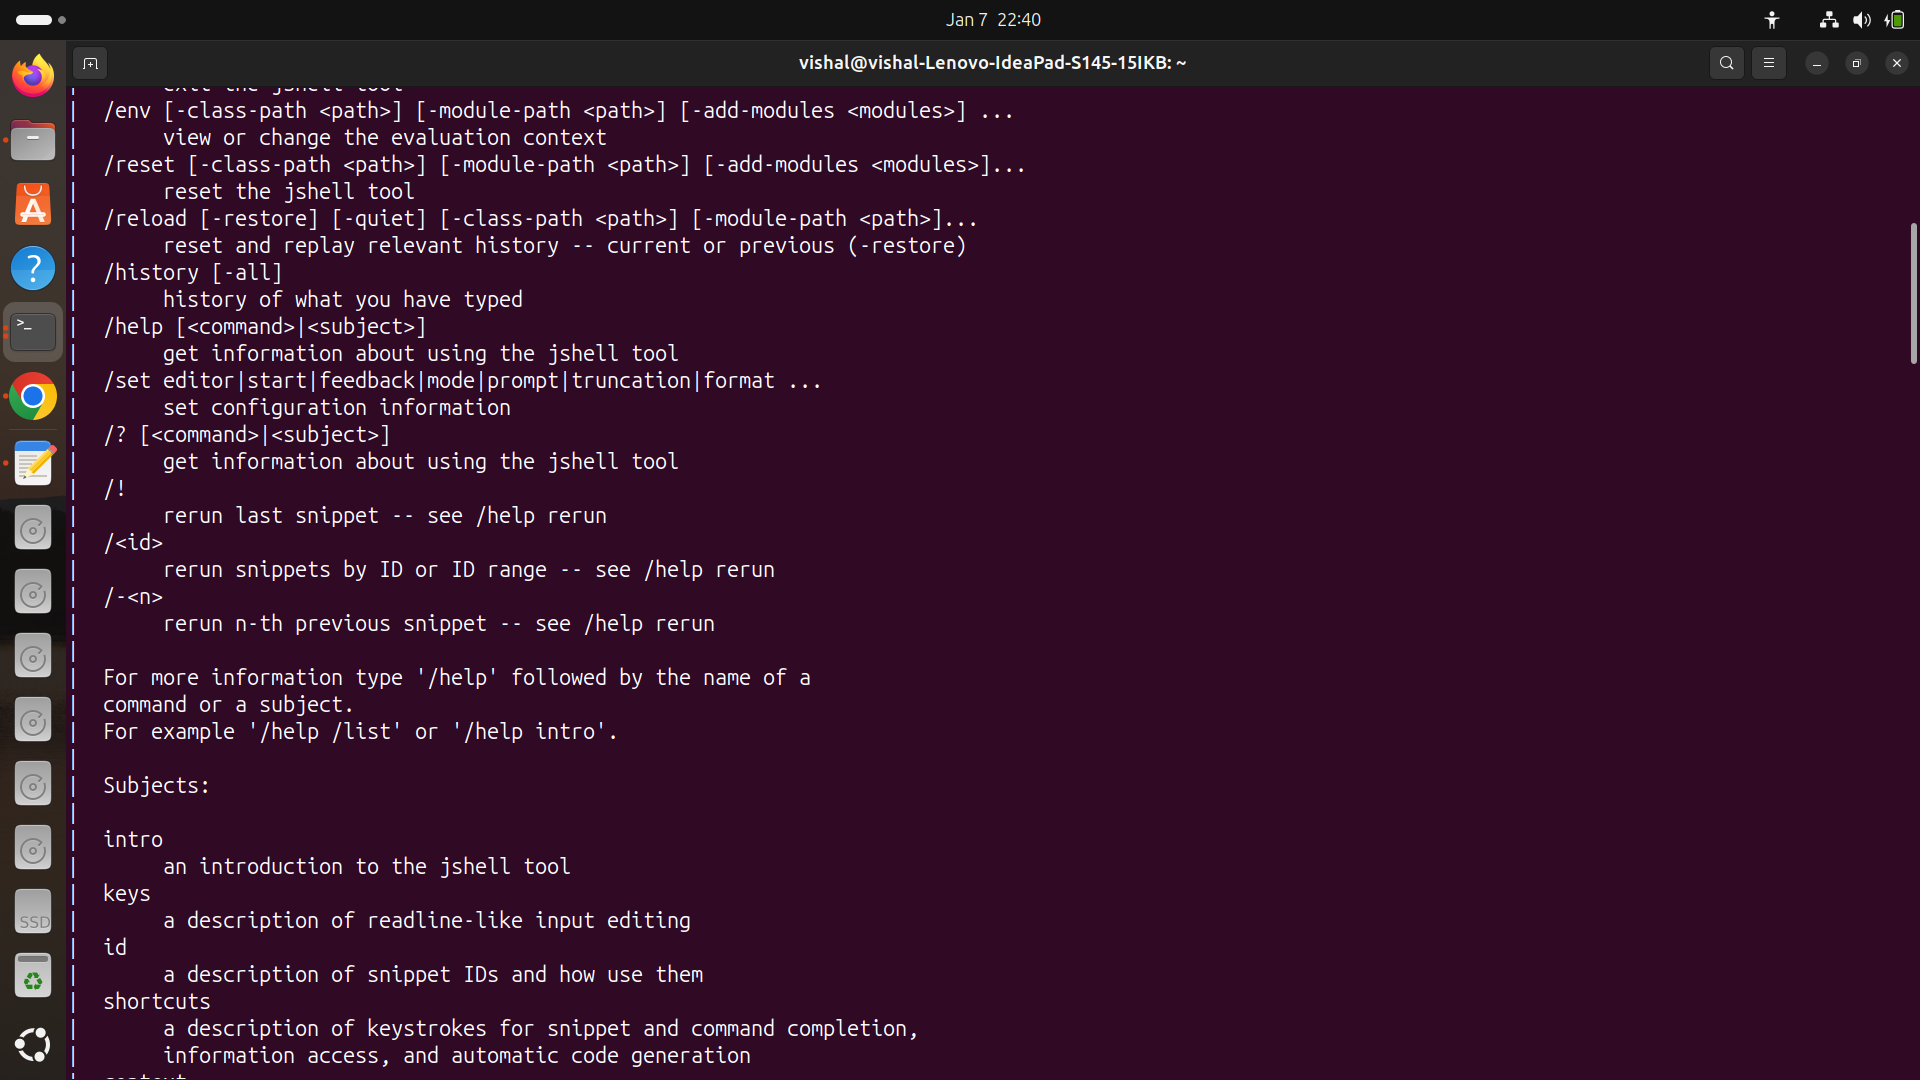 Jan 7  22:40
vishal@vishal-Lenovo-IdeaPad-S145-15IKB: ~
|       exit the jshell tool
|  /env [-class-path <path>] [-module-path <path>] [-add-modules <modules>] ...
|       view or change the evaluation context
|  /reset [-class-path <path>] [-module-path <path>] [-add-modules <modules>]...
|       reset the jshell tool
|  /reload [-restore] [-quiet] [-class-path <path>] [-module-path <path>]...
|       reset and replay relevant history -- current or previous (-restore)
|  /history [-all]
|       history of what you have typed
|  /help [<command>|<subject>]
|       get information about using the jshell tool
|  /set editor|start|feedback|mode|prompt|truncation|format ...
|       set configuration information
|  /? [<command>|<subject>]
|       get information about using the jshell tool
|  /!
|       rerun last snippet -- see /help rerun
|  /<id>
|       rerun snippets by ID or ID range -- see /help rerun
|  /-<n>
|       rerun n-th previous snippet -- see /help rerun
|
|  For more information type '/help' followed by the name of a
|  command or a subject.
|  For example '/help /list' or '/help intro'.
|
|  Subjects:
|
|  intro
|       an introduction to the jshell tool
|  keys
|       a description of readline-like input editing
|  id
|       a description of snippet IDs and how use them
|  shortcuts
|       a description of keystrokes for snippet and command completion,
|       information access, and automatic code generation
|  context
SSD